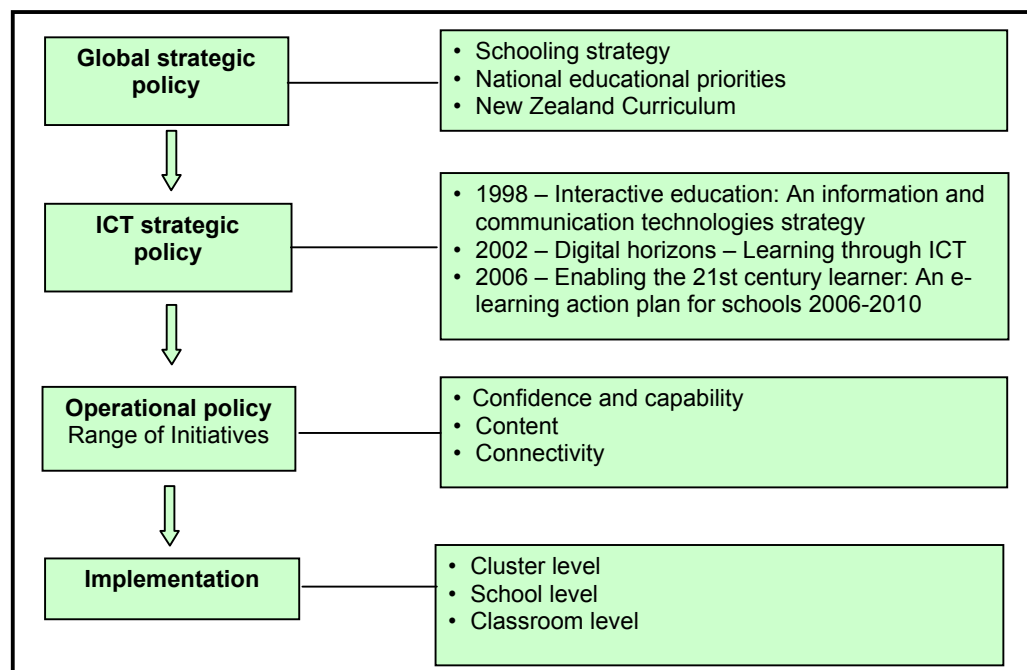 Global strategic
policy
• Schooling strategy
• National educational priorities
• New Zealand Curriculum
ICT strategic
policy
• 1998 – Interactive education: An information and
communication technologies strategy
• 2002 – Digital horizons – Learning through ICT
• 2006 – Enabling the 21st century learner: An e-
learning action plan for schools 2006-2010
Operational policy
Range of Initiatives
• Confidence and capability
• Content
• Connectivity
Implementation
• Cluster level
• School level
• Classroom level